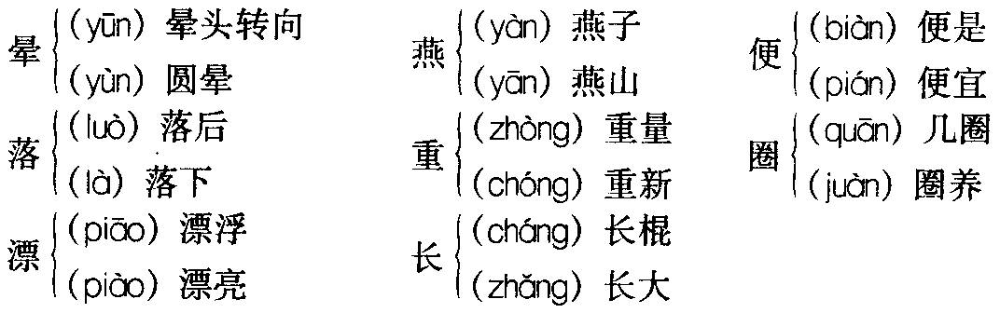 晕 (yūn) 晕头转向 (yùn) 圆晕
燕 (yàn) 燕子 (yān) 燕山
便 (biàn) 便是 (pián) 便宜
落 (luò) 落后 (là) 落下
重 (zhòng) 重量 (chóng) 重新
圈 (quān) 几圈 (juàn) 圈养
漂 (piāo) 漂浮 (piào) 漂亮
长 (cháng) 长棍 (zhǎng) 长大